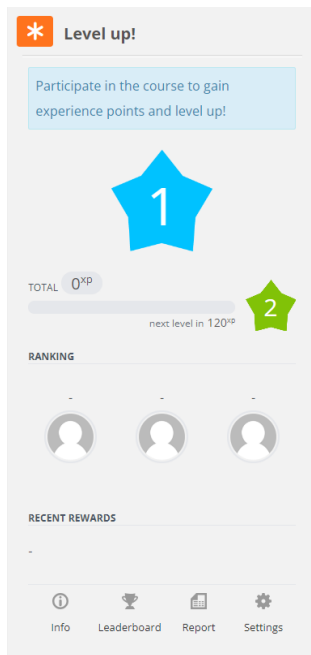 Level up!
Participate in the course to gain
experience points and level up!
1
TOTAL 0xp
2
next level in 120xp
RANKING
- - -
RECENT REWARDS
-
Info Leaderboard Report Settings